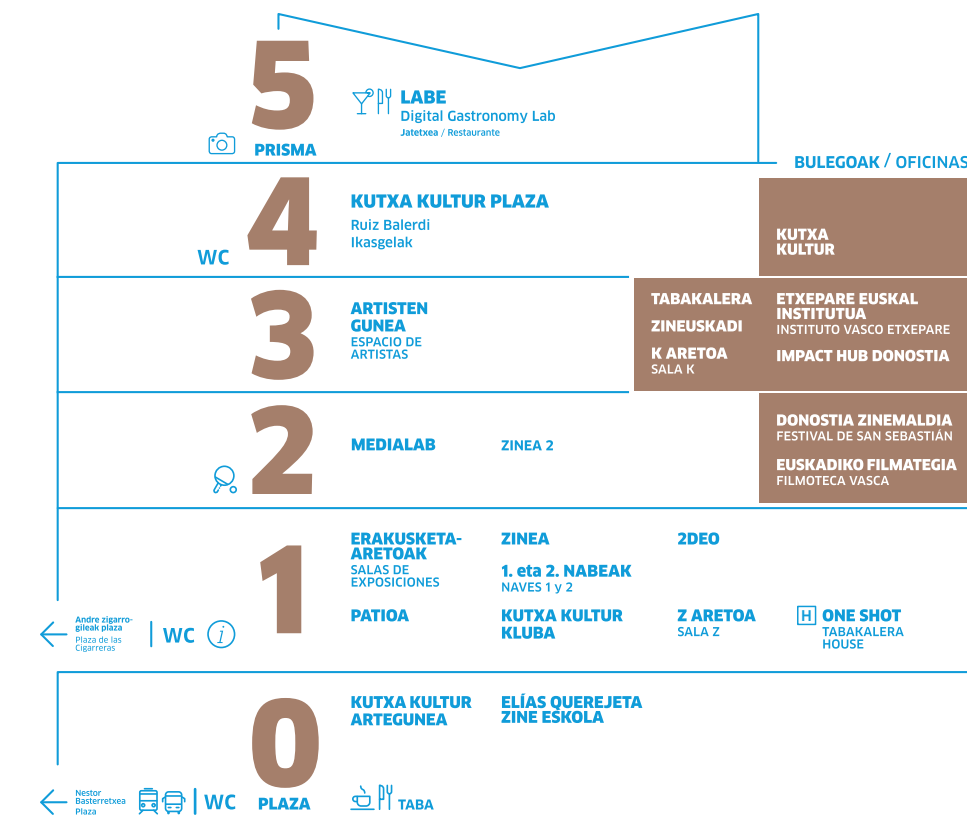 5
PRISMA
LABE
Digital Gastronomy Lab
Jatetxea / Restaurante
BULEGOAK / OFICINAS
4
WC
KUTXA KULTUR PLAZA
Ruiz Balerdi
Ikasgelak
KUTXA
KULTUR
3
ARTISTEN
GUNEA
ESPACIO DE
ARTISTAS
TABAKALERA
ZINEUSKADI
K ARETOA
SALA K
ETXEPARE EUSKAL
INSTITUTUA
INSTITUTO VASCO ETXEPARE
IMPACT HUB DONOSTIA
2
MEDIALAB
ZINEA 2
DONOSTIA ZINEMALDIA
FESTIVAL DE SAN SEBASTIÁN
EUSKADIKO FILMATEGIA
FILMOTECA VASCA
1
ERAKUSKETA-
ARETOAK
SALAS DE
EXPOSICIONES
ZINEA
2DEO
1. eta 2. NABEAK
NAVES 1 y 2
PATIOA
KUTXA KULTUR
KLUBA
Z ARETOA
SALA Z
H ONE SHOT
TABAKALERA
HOUSE
Andre zigarro-
gileak plaza
Plaza de las
Cigarreras
WC i
0
PLAZA
KUTXA KULTUR
ARTEGUNEA
ELÍAS QUEREJETA
ZINE ESKOLA
Nestor
Basterretxea
Plaza
WC
TABA